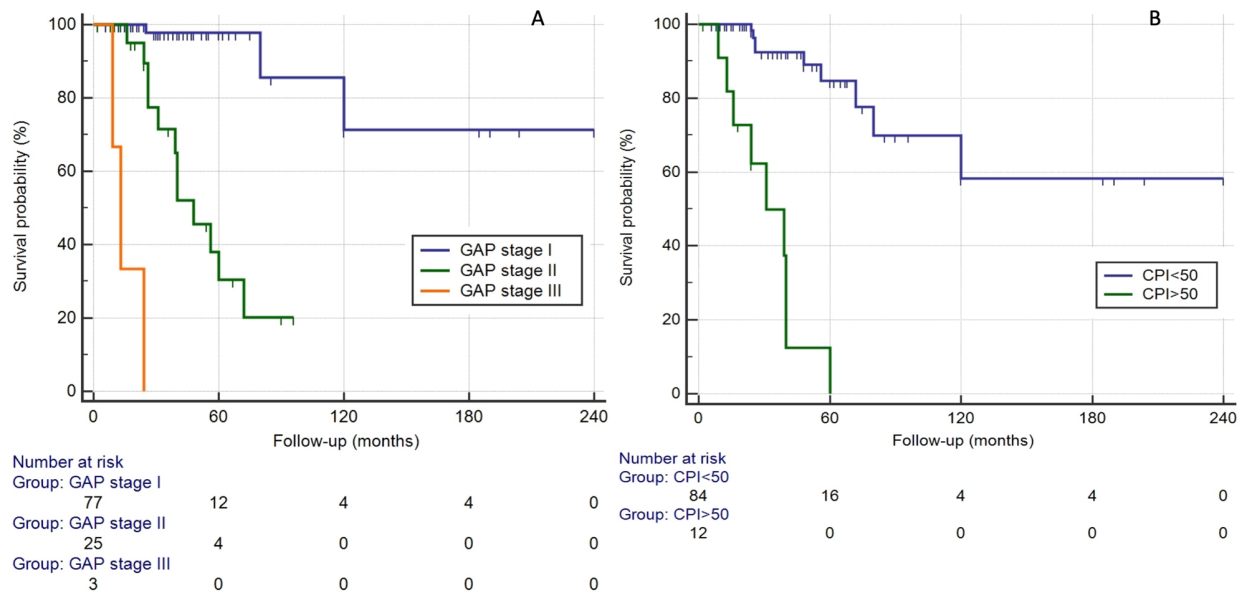 A
Survival probability (%)
100
80
60
40
20
0
GAP stage I
GAP stage II
GAP stage III
0 60 120 180 240
Follow-up (months)
Number at risk
Group: GAP stage I
77 12 4 4 0
Group: GAP stage II
25 4 0 0 0
Group: GAP stage III
3 0 0 0 0
B
Survival probability (%)
100
80
60
40
20
0
CPI<50
CPI>50
0 60 120 180 240
Follow-up (months)
Number at risk
Group: CPI<50
84 16 4 4 0
Group: CPI>50
12 0 0 0 0